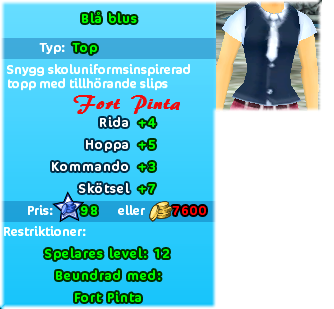 Blå blus
Typ: Top
Snygg skoluniformsinspirerad
topp med tillhörande slips
Fort Pinta
Rida +4
Hoppa +5
Kommando +3
Skötsel +7
Pris: 98 eller 7600
Restriktioner:
Spelares level: 12
Beundrad med:
Fort Pinta